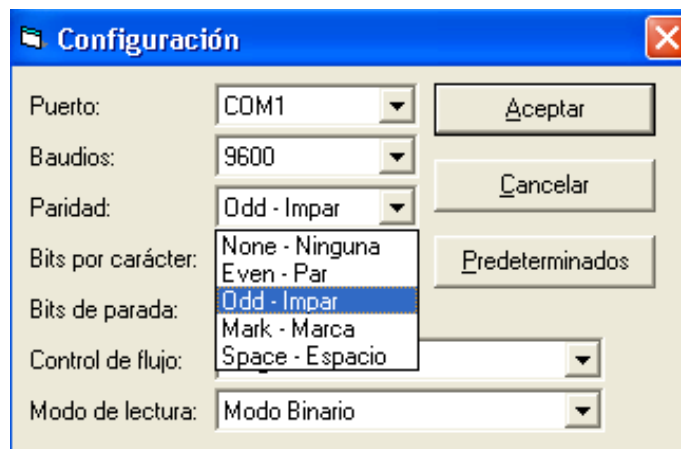 Configuración
Puerto: COM1 Aceptar
Baudios: 9600
Cancelar
Paridad: Odd - Impar
Bits por carácter: None - Ninguna Predeterminados
Even - Par
Bits de parada: Odd - Impar
Mark - Marca
Control de flujo: Space - Espacio
Modo de lectura: Modo Binario